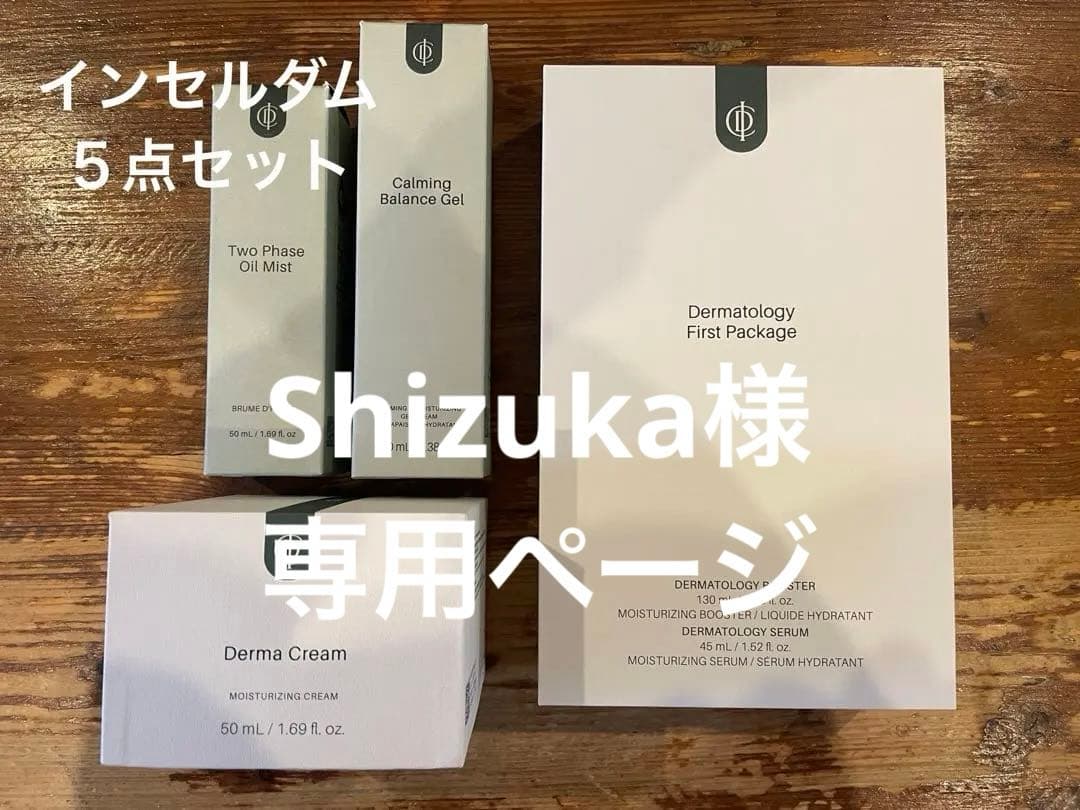 インセルダム
５点セット
Two Phase
Oil Mist
BRUME D'H
50 mL / 1.69 fl. oz
Calming
Balance Gel
Dermatology
First Package
Shizuka様
専用ページ
DERMATOLOGY
130 mL fl. oz.
MOISTURIZING BOOSTER / LIQUIDE HYDRATANT
DERMATOLOGY SERUM
45 mL / 1.52 fl. oz.
MOISTURIZING SERUM / SÉRUM HYDRATANT
Derma Cream
MOISTURIZING CREAM
50 mL / 1.69 fl. oz.